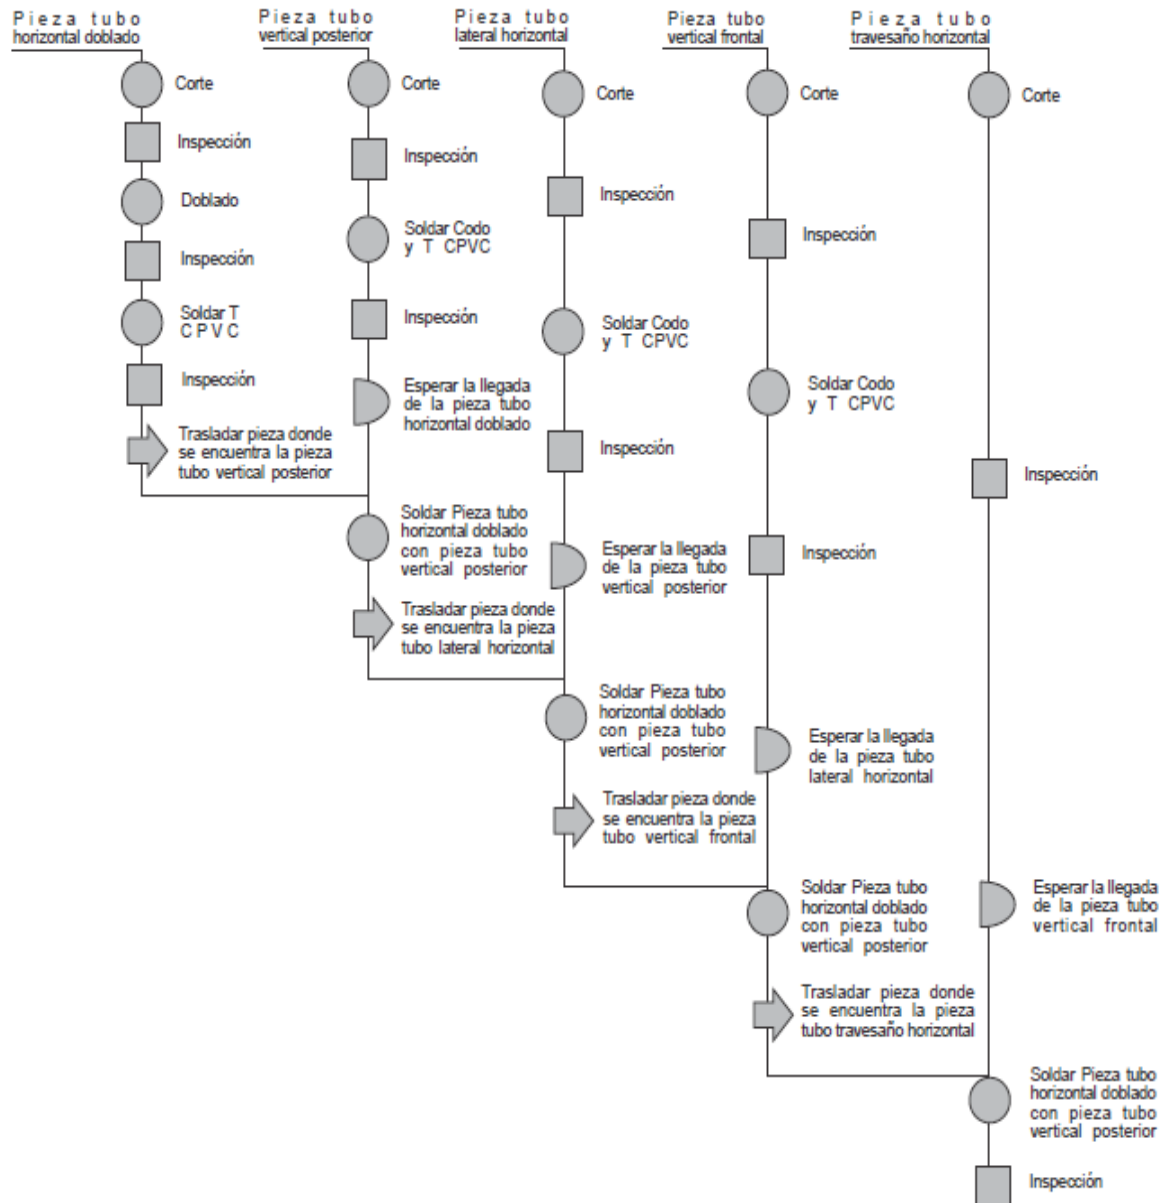 Pieza tubo
horizontal doblado
Corte
Inspección
Doblado
Inspección
Soldar T
CPVC
Inspección
Trasladar pieza donde
se encuentra la pieza
tubo vertical posterior
Pieza tubo
vertical posterior
Corte
Inspección
Soldar Codo
y T CPVC
Inspección
Esperar la llegada
de la pieza tubo
horizontal doblado
Soldar Pieza tubo
horizontal doblado
con pieza tubo
vertical posterior
Trasladar pieza donde
se encuentra la pieza
tubo lateral horizontal
Pieza tubo
lateral horizontal
Corte
Inspección
Soldar Codo
y T CPVC
Inspección
Esperar la llegada
de la pieza tubo
vertical posterior
Soldar Pieza tubo
horizontal doblado
con pieza tubo
vertical posterior
Trasladar pieza donde
se encuentra la pieza
tubo vertical frontal
Pieza tubo
vertical frontal
Corte
Inspección
Soldar Codo
y T CPVC
Inspección
Esperar la llegada
de la pieza tubo
lateral horizontal
Soldar Pieza tubo
horizontal doblado
con pieza tubo
vertical posterior
Trasladar pieza donde
se encuentra la pieza
tubo travesaño horizontal
Pieza tubo
travesaño horizontal
Corte
Inspección
Esperar la llegada
de la pieza tubo
vertical frontal
Soldar Pieza tubo
horizontal doblado
con pieza tubo
vertical posterior
Inspección